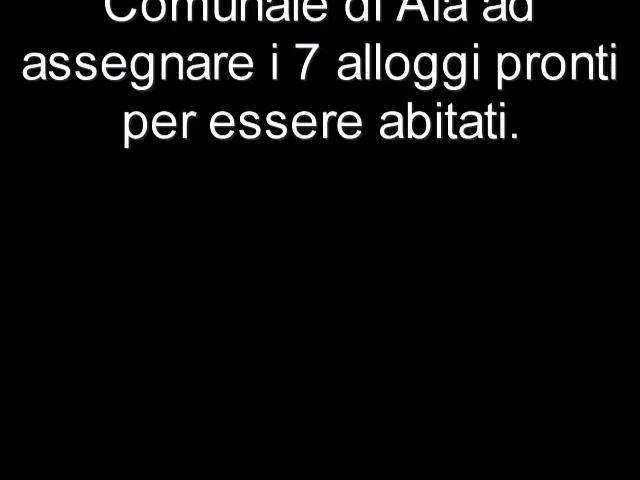 Comunale di Ala ad
assegnare i 7 alloggi pronti
per essere abitati.